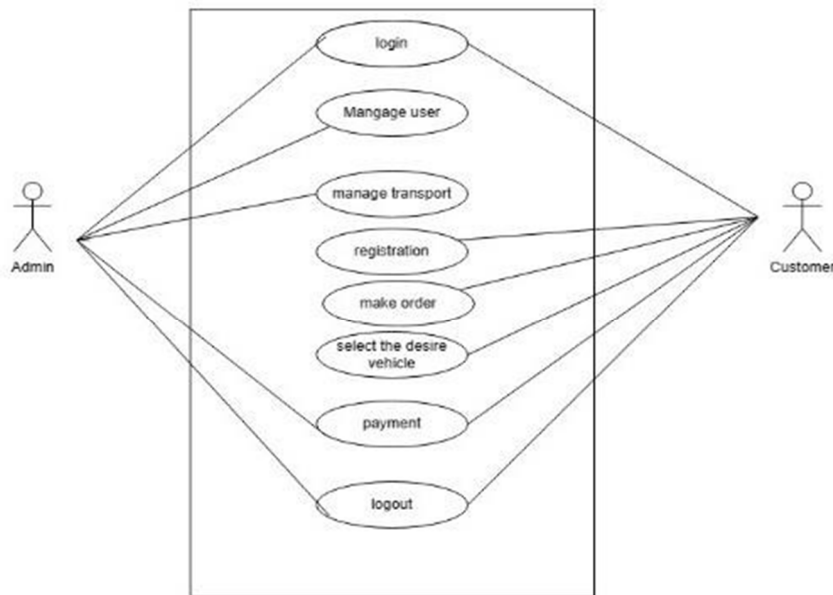 login
Mangage user
manage transport
registration
Admin
Customer
make order
select the desire
vehicle
payment
logout